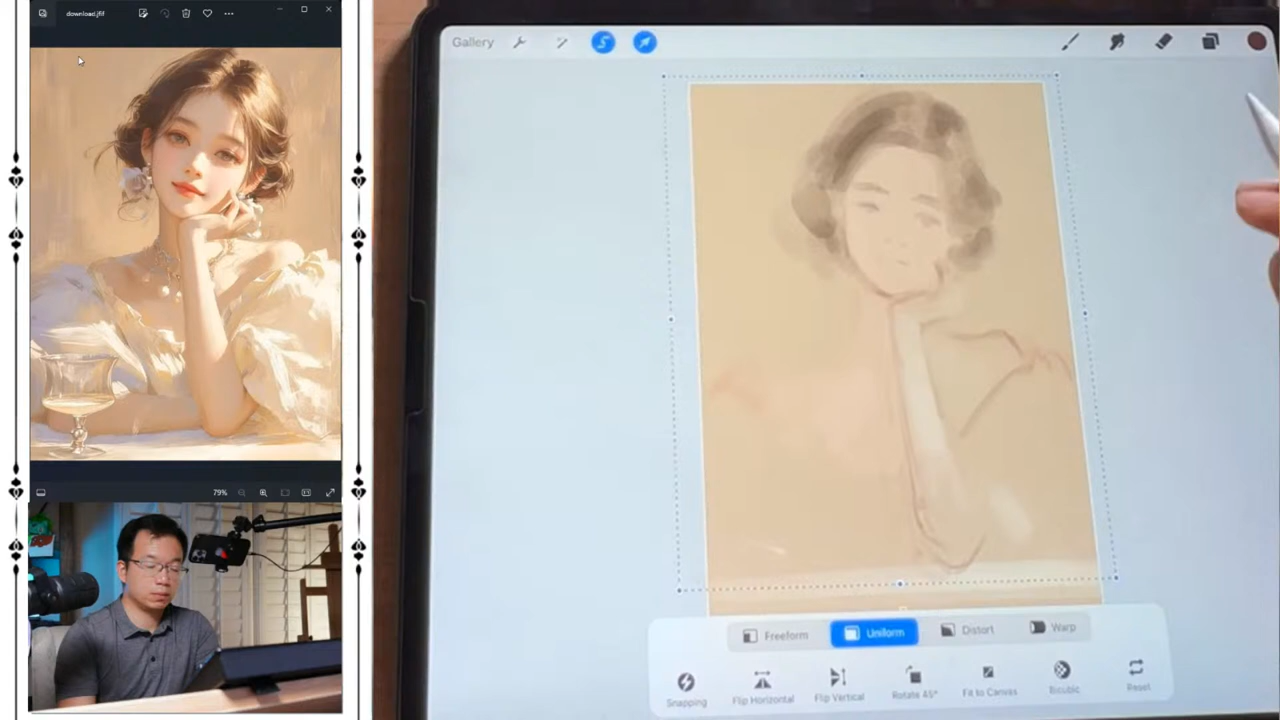 download.jfif
79%
Gallery
Freeform
Uniform
Distort
Warp
Snapping
Flip Horizontal
Flip Vertical
Rotate 45°
Fit to Canvas
Bicubic
Reset